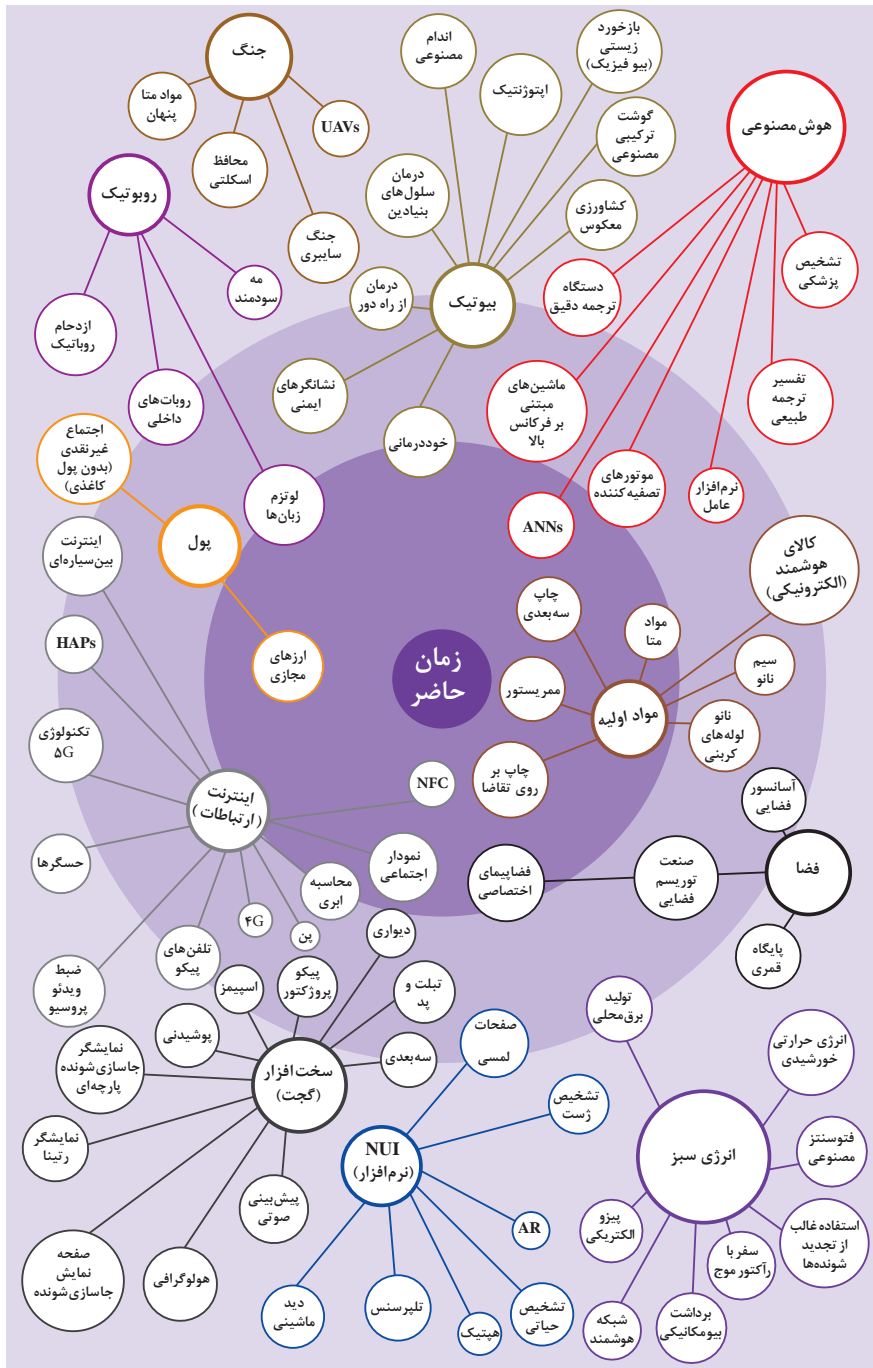 جنگ
مواد متا
پنهان
محافظ
اسکلتی
جنگ
سایبری
UAVs
روبوتیک
مه
سودمند
ازدحام
روباتیک
روبات‌های
داخلی
لوتزم
زبان‌ها
بیوتیک
اندام
مصنوعی
اپتوژنتیک
بازخورد
زیستی
(بیو فیزیک)
گوشت
ترکیبی
مصنوعی
کشاورزی
معکوس
درمان
سلول‌های
بنیادین
درمان
از راه دور
نشانگرهای
ایمنی
خوددرمانی
هوش مصنوعی
تشخیص
پزشکی
دستگاه
ترجمه دقیق
تفسیر
ترجمه
طبیعی
ماشین‌های
مبتنی
بر فرکانس
بالا
موتورهای
تصفیه‌کننده
نرم‌افزار
عامل
ANNs
پول
اجتماع
غیرنقدی
(بدون پول
کاغذی)
ارزهای
مجازی
زمان
حاضر
مواد اولیه
کالای
هوشمند
(الکترونیکی)
چاپ
سه‌بعدی
مواد
متا
سیم
نانو
ممریستور
نانو
لوله‌های
کربنی
چاپ بر
روی تقاضا
اینترنت
(ارتباطات)
اینترنت
بین‌سیاره‌ای
HAPs
تکنولوژی
۵G
حسگرها
ضبط
ویدئو
پروسیو
تلفن‌های
پیکو
۴G
پن
محاسبه
ابری
نمودار
اجتماعی
NFC
فضا
آسانسور
فضایی
صنعت
توریسم
فضایی
فضاپیمای
اختصاصی
پایگاه
قمری
سخت‌افزار
(گجت)
دیواری
پیکو
پروژکتور
اسپیمز
تبلت و
پد
پوشیدنی
سه‌بعدی
نمایشگر
جاسازی‌شونده
پارچه‌ای
نمایشگر
رتینا
پیش‌بینی
صوتی
هولوگرافی
صفحه
نمایش
جاسازی‌شونده
NUI
(نرم‌افزار)
صفحات
لمسی
تشخیص
ژست
AR
تشخیص
حیاتی
هپتیک
تلپرسنس
دید
ماشینی
انرژی سبز
تولید
برق‌محلی
انرژی حرارتی
خورشیدی
فتوسنتز
مصنوعی
استفاده غالب
از تجدید
شونده‌ها
سفر با
رآکتور موج
برداشت
بیومکانیکی
شبکه
هوشمند
پیزو
الکتریکی